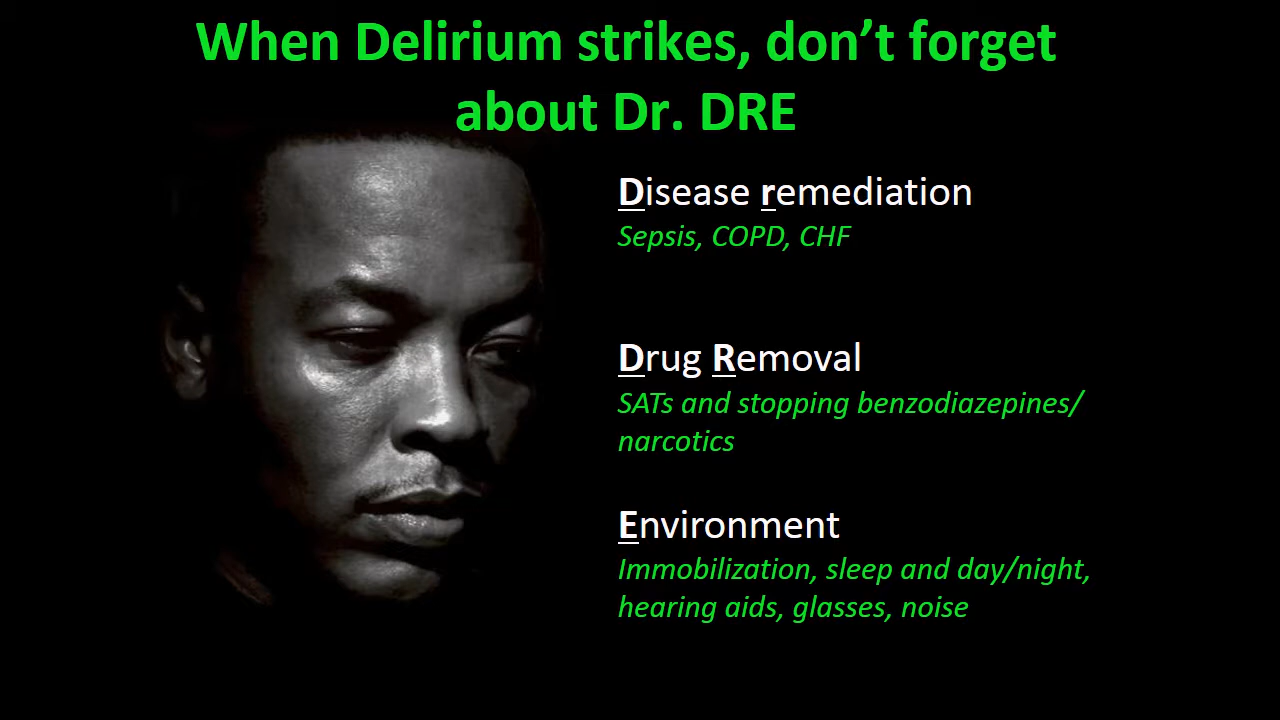 When Delirium strikes, don’t forget
about Dr. DRE
Disease remediation
Sepsis, COPD, CHF
Drug Removal
SATs and stopping benzodiazepines/
narcotics
Environment
Immobilization, sleep and day/night,
hearing aids, glasses, noise